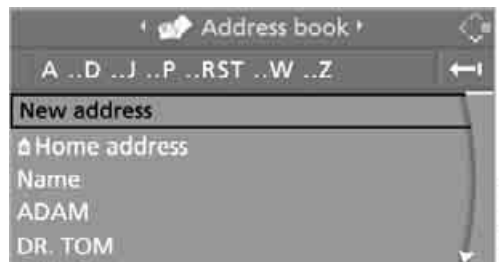 Address book
A ..D ..J ..P ..RST ..W ..Z
New address
Home address
Name
ADAM
DR. TOM